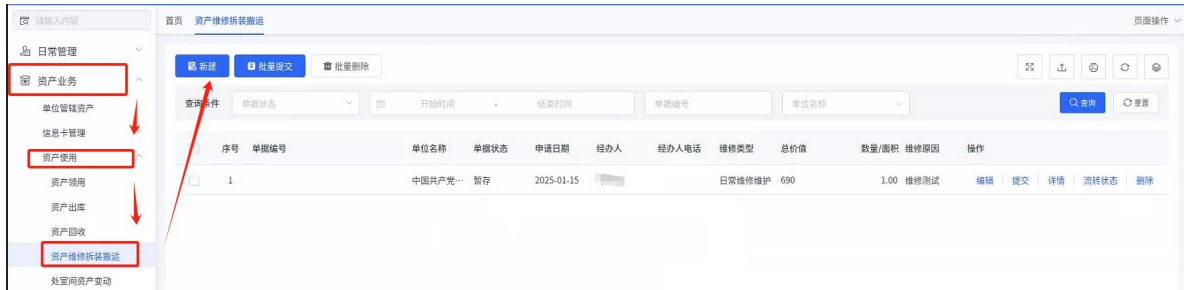 请输入内容
首页 资产维修拆装搬运 页面操作
日常管理
资产业务
单位管辖资产
信息卡管理
资产使用
资产领用
资产出库
资产回收
资产维修拆装搬运
处室间资产变动
新建 批量提交 批量删除
查询条件 单据状态 开始时间 - 结束时间 单据编号 单位名称 查询 重置
序号 单据编号 单位名称 单据状态 申请日期 经办人 经办人电话 维修类型 总价值 数量/面积 维修原因 操作
1 中国共产党… 暂存 2025-01-15 日常维修维护 690 1.00 维修测试 编辑 提交 详情 流转状态 删除